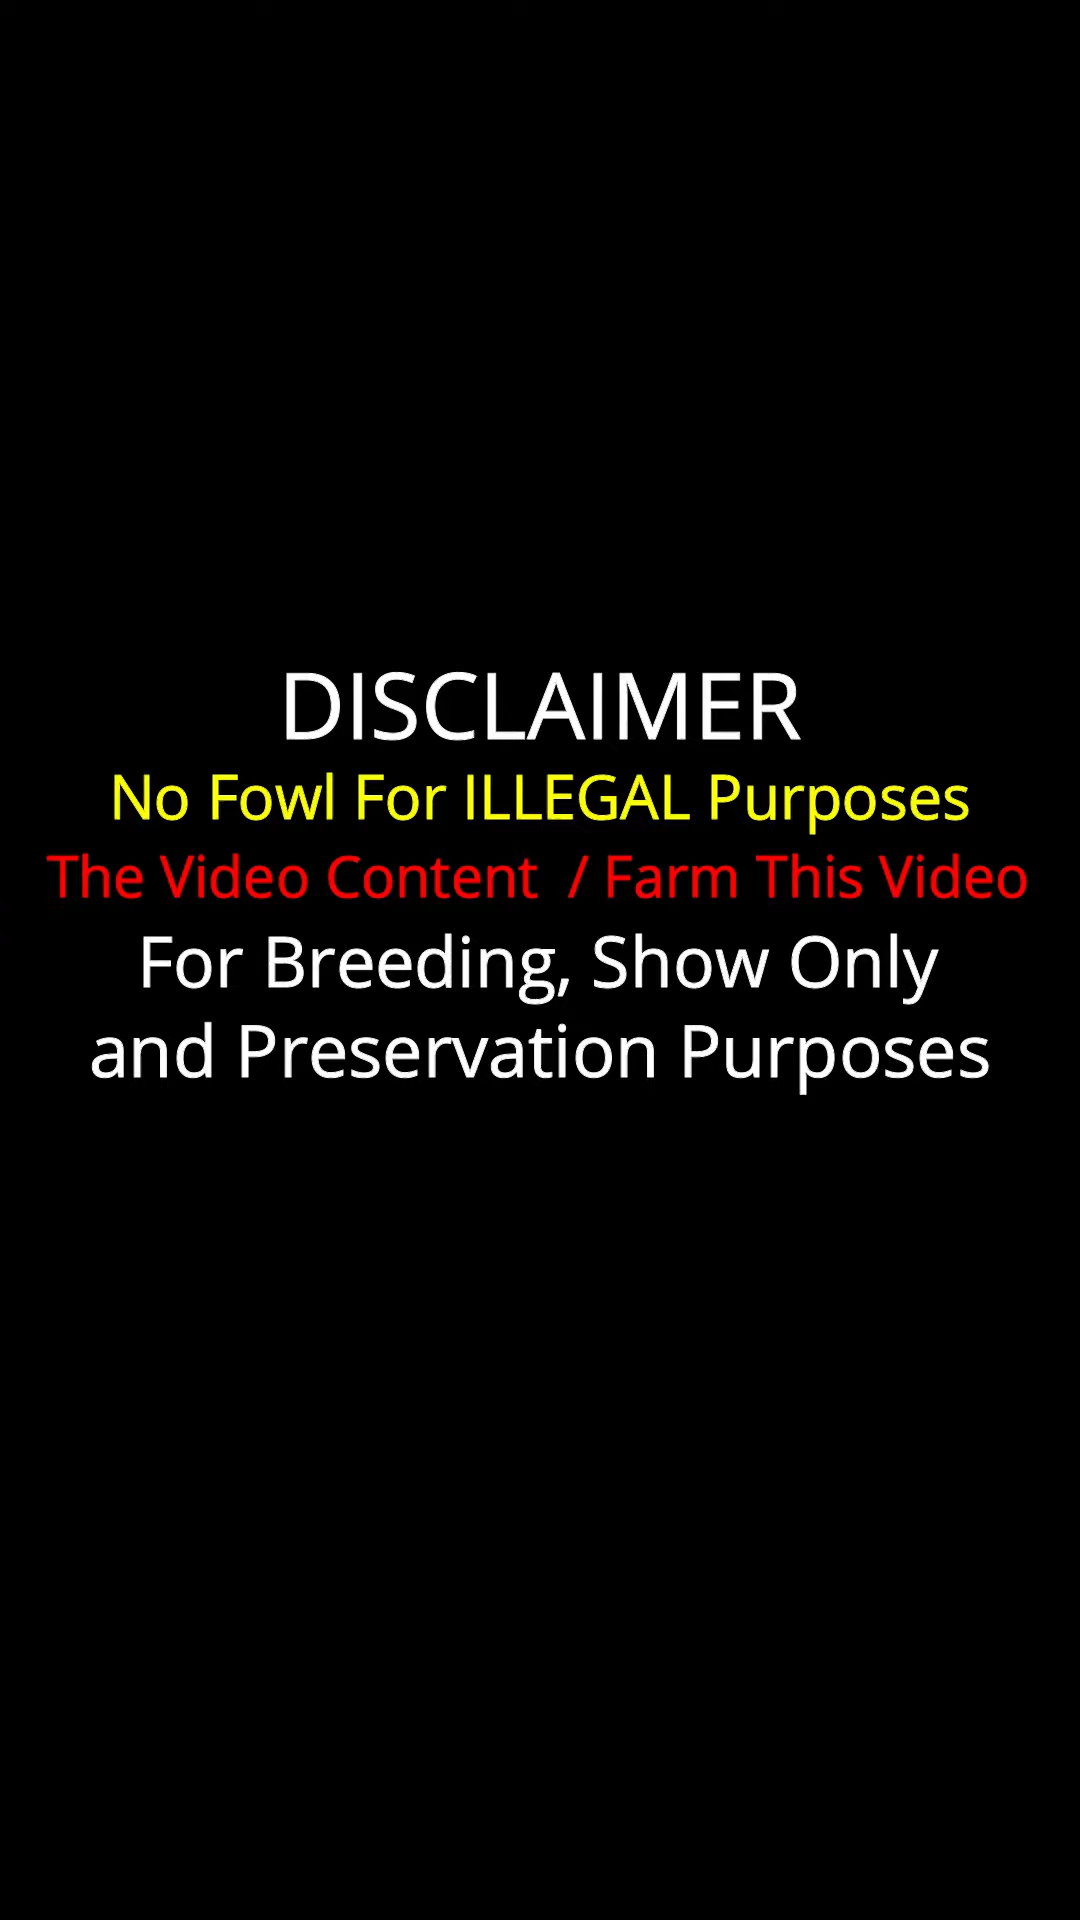 DISCLAIMER
No Fowl For ILLEGAL Purposes
The Video Content / Farm This Video
For Breeding, Show Only
and Preservation Purposes